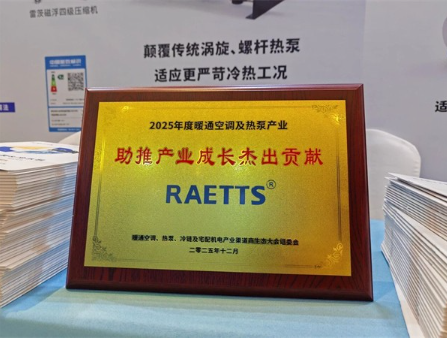 雷茨磁浮四级压缩机
颠覆传统涡旋、螺杆热泵
适应更严苛冷热工况
2025年度暖通空调及热泵产业
助推产业成长杰出贡献
RAETTS®
暖通空调、热泵、冷链及宅配机电产业渠道商生态大会组委会
二零二五年十二月